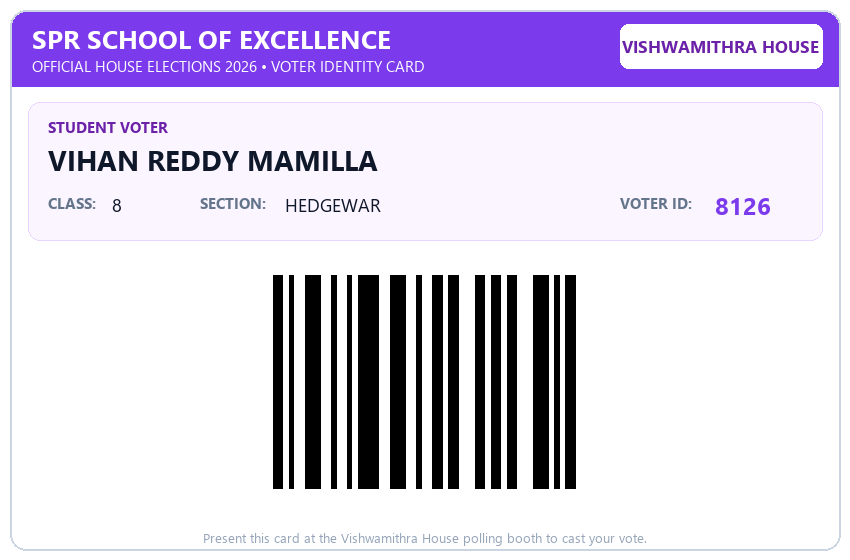 SPR SCHOOL OF EXCELLENCE
OFFICIAL HOUSE ELECTIONS 2026 • VOTER IDENTITY CARD
VISHWAMITHRA HOUSE
STUDENT VOTER
VIHAN REDDY MAMILLA
CLASS: 8 SECTION: HEDGEWAR VOTER ID: 8126
Present this card at the Vishwamithra House polling booth to cast your vote.